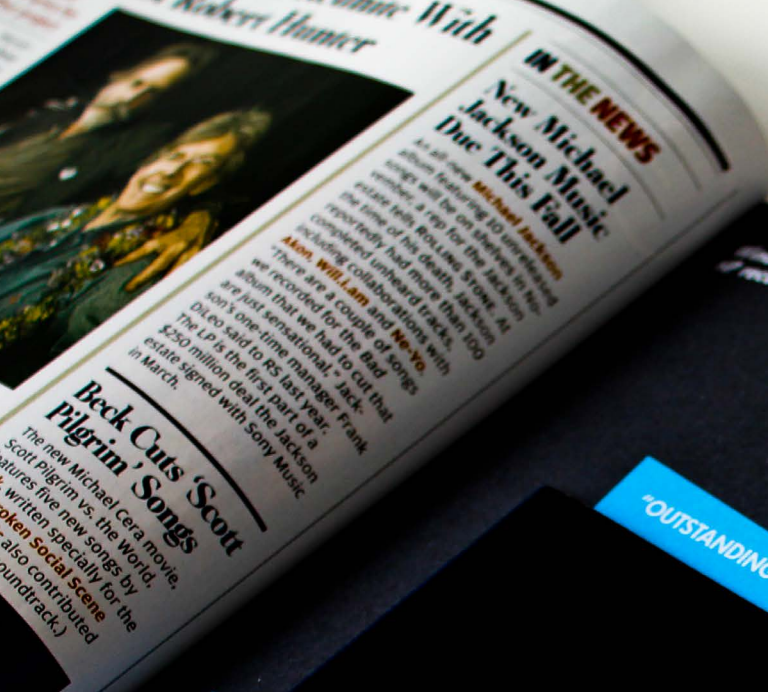 With
Robert Hunter
IN THE NEWS
New Michael
Jackson Music
Due This Fall
An all-new Michael Jackson
album featuring 10 unreleased
songs will be on shelves in No-
vember, a rep for the Jackson
estate tells ROLLING STONE. At
the time of his death, Jackson
reportedly had more than 100
completed unheard tracks,
including collaborations with
Akon, Will.i.am and Ne-Yo.
"There are a couple of songs
we recorded for the Bad
album that we had to cut that
are just sensational," Jack-
son's one-time manager Frank
DiLeo said to RS last year.
The LP is the first part of a
$250 million deal the Jackson
estate signed with Sony Music
in March.
Beck Cuts 'Scott
Pilgrim' Songs
The new Michael Cera movie,
Scott Pilgrim vs. the World,
features five new songs by
written specially for the
Broken Social Scene
also contributed
soundtrack.)
"OUTSTANDING